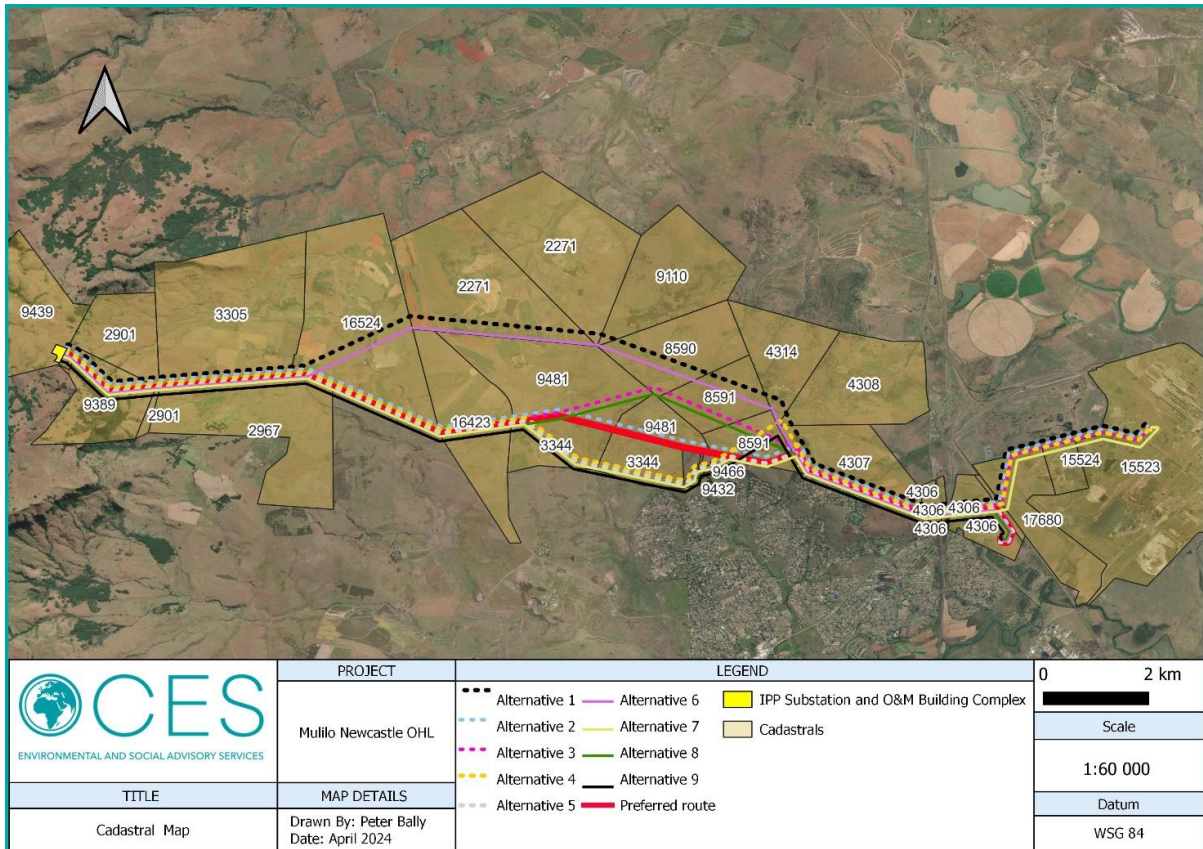 2271
2271
9110
9439
2901
3305
16524
8590
4314
4308
9481
8591
9389
2901
2967
16423
9481
3344
3344
8591
9466
9432
4307
4306
4306
4306
4306
4306
15524
15523
17680
CES
ENVIRONMENTAL AND SOCIAL ADVISORY SERVICES
TITLE
Cadastral Map
PROJECT
Mulilo Newcastle OHL
MAP DETAILS
Drawn By: Peter Bally
Date: April 2024
LEGEND
Alternative 1
Alternative 2
Alternative 3
Alternative 4
Alternative 5
Alternative 6
Alternative 7
Alternative 8
Alternative 9
Preferred route
IPP Substation and O&M Building Complex
Cadastrals
0 2 km
Scale
1:60 000
Datum
WSG 84